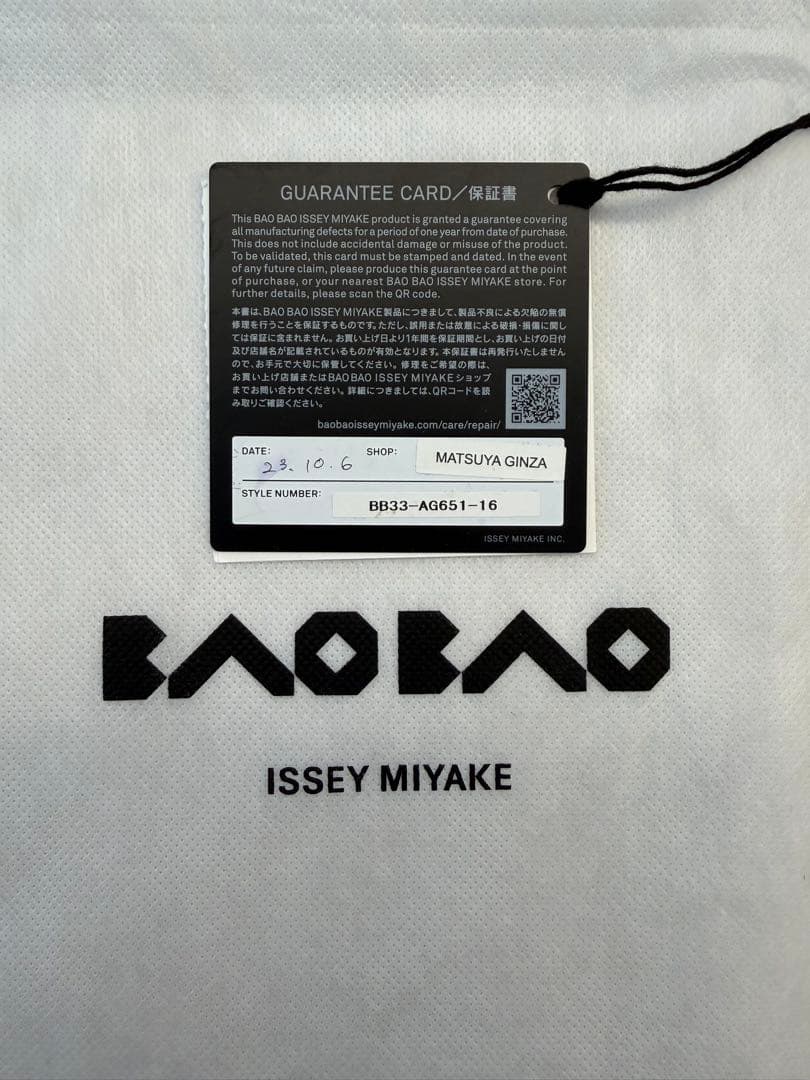 GUARANTEE CARD/保証書
This BAO BAO ISSEY MIYAKE product is granted a guarantee covering
all manufacturing defects for a period of one year from date of purchase.
This does not include accidental damage or misuse of the product.
To be validated, this card must be stamped and dated. In the event
of any future claim, please produce this guarantee card at the point
of purchase, or your nearest BAO BAO ISSEY MIYAKE store. For
further details, please scan the QR code.
本書は、BAO BAO ISSEY MIYAKE製品につきまして、製品不良による欠陥の無償
修理を行うことを保証するものです。ただし、誤用または故意による破損・損傷に関し
ては保証に含まれません。お買い上げ日より1年間を保証期間とし、お買い上げの日付
及び店舗名が記載されているものが有効となります。本保証書は再発行いたしません
ので、お手元で大切に保管してください。修理をご希望の際は、
お買い上げ店舗またはBAO BAO ISSEY MIYAKEショップ
までお問い合わせください。詳細につきましては、QRコードを読
み取りご確認ください。
baobaoisseymiyake.com/care/repair/
DATE: 23.10.6 SHOP: MATSUYA GINZA
STYLE NUMBER: BB33-AG651-16
ISSEY MIYAKE INC.
BAO BAO
ISSEY MIYAKE